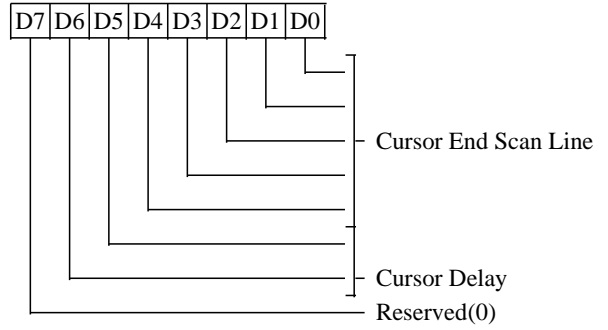 D7 D6 D5 D4 D3 D2 D1 D0
Cursor End Scan Line
Cursor Delay
Reserved(0)